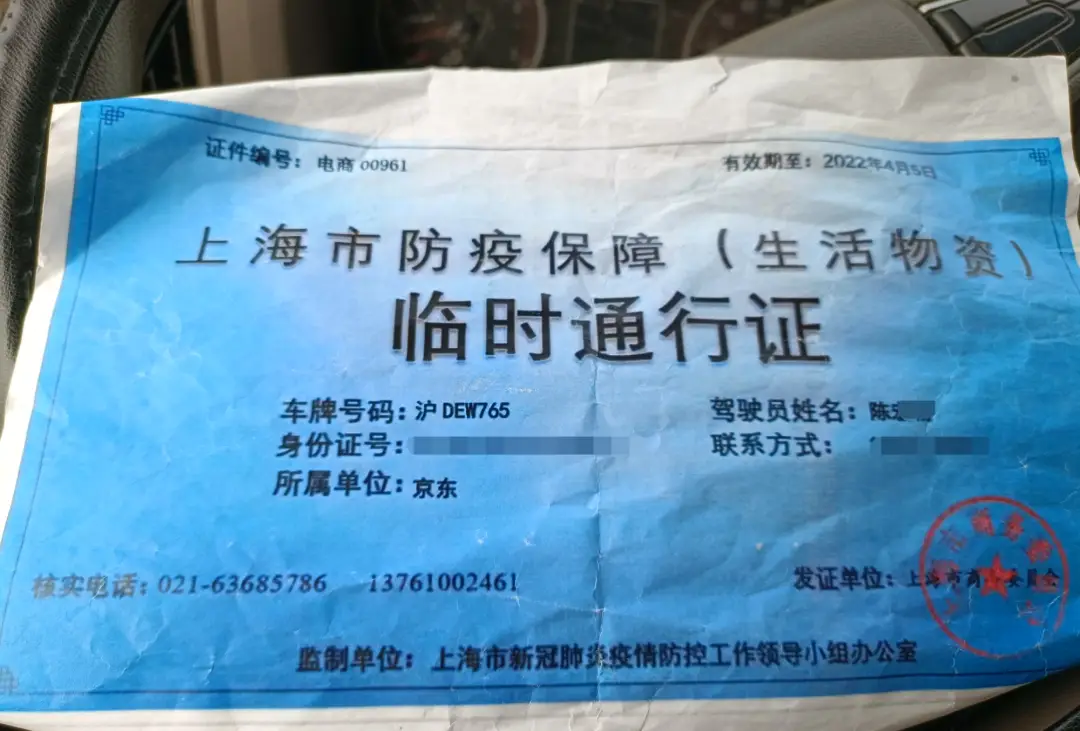 证件编号：电商 00961
有效期至：2022年4月5日
上海市防疫保障（生活物资）
临时通行证
车牌号码：沪 DEW765
驾驶员姓名：陈
身份证号：
联系方式：
所属单位：京东
核实电话：021-63685786 13761002461
发证单位：上海市商务委员会
监制单位：上海市新冠肺炎疫情防控工作领导小组办公室